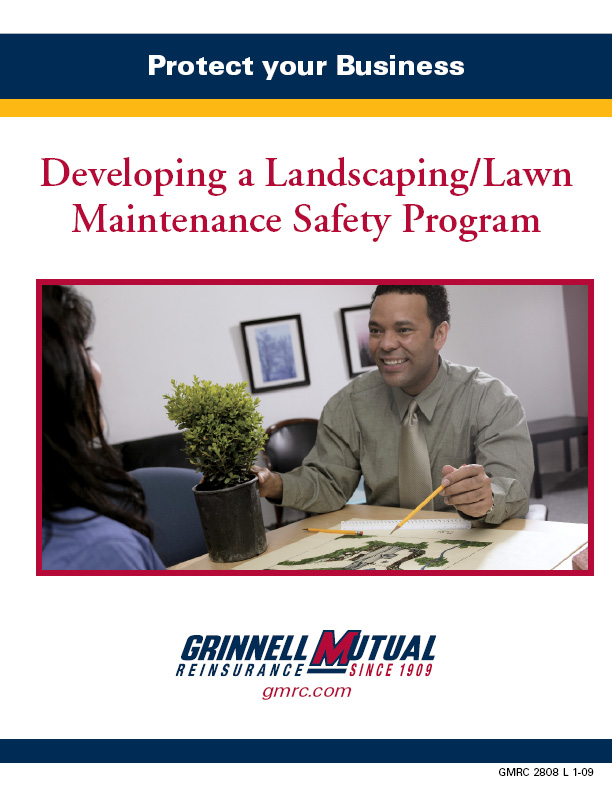 Protect your Business
Developing a Landscaping/Lawn
Maintenance Safety Program
GRINNELL MUTUAL
REINSURANCE SINCE 1909
gmrc.com
GMRC 2808 L 1-09